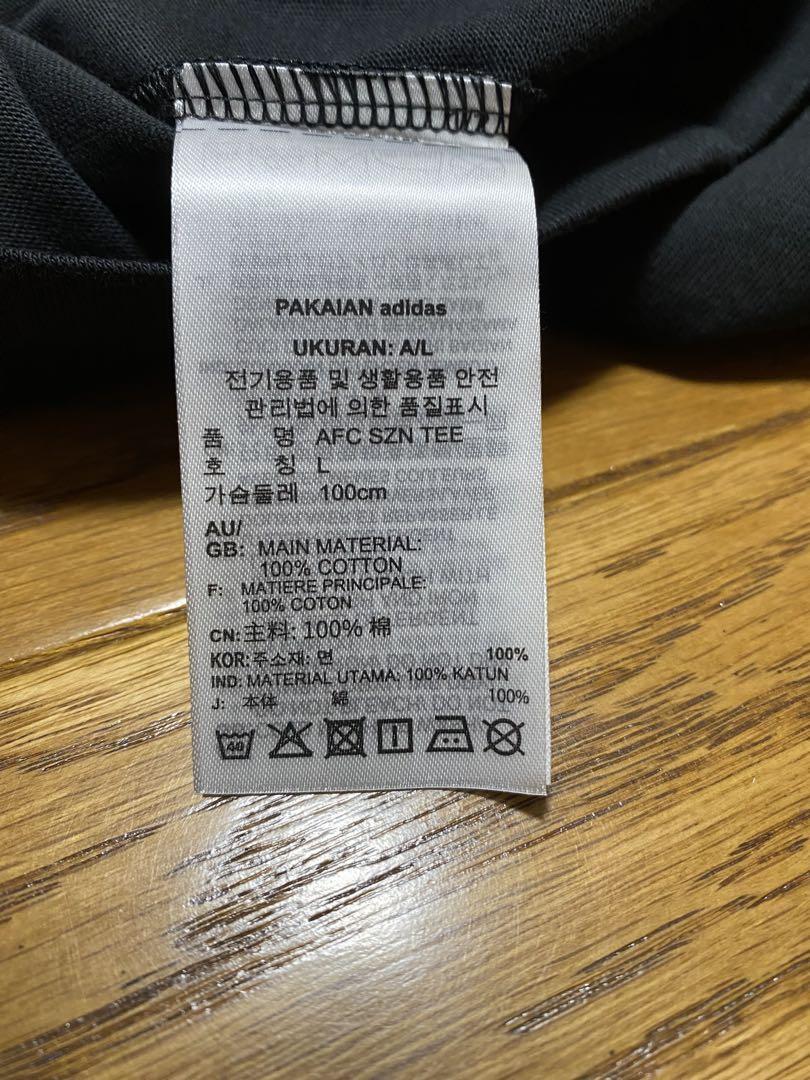 PAKAIAN adidas
UKURAN: A/L
전기용품 및 생활용품 안전
관리법에 의한 품질표시
품 명 AFC SZN TEE
호 칭 L
가슴둘레 100cm
AU/
GB: MAIN MATERIAL:
100% COTTON
F: MATIERE PRINCIPALE:
100% COTON
CN: 主料: 100% 棉
KOR: 주소재: 면 100%
IND: MATERIAL UTAMA: 100% KATUN
J: 本体 綿 100%
40